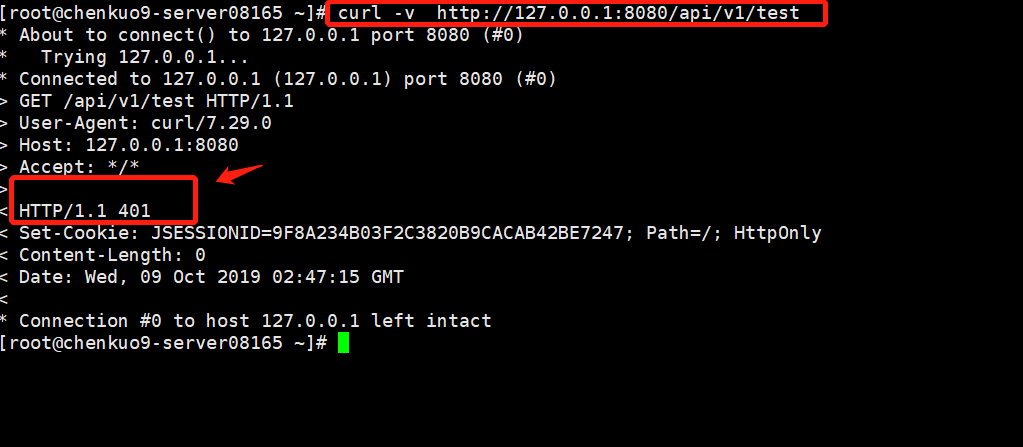 [root@chenkuo9-server08165 ~]# curl -v  http://127.0.0.1:8080/api/v1/test
* About to connect() to 127.0.0.1 port 8080 (#0)
*   Trying 127.0.0.1...
* Connected to 127.0.0.1 (127.0.0.1) port 8080 (#0)
> GET /api/v1/test HTTP/1.1
> User-Agent: curl/7.29.0
> Host: 127.0.0.1:8080
> Accept: */*
>
< HTTP/1.1 401
< Set-Cookie: JSESSIONID=9F8A234B03F2C3820B9CACAB42BE7247; Path=/; HttpOnly
< Content-Length: 0
< Date: Wed, 09 Oct 2019 02:47:15 GMT
<
* Connection #0 to host 127.0.0.1 left intact
[root@chenkuo9-server08165 ~]#